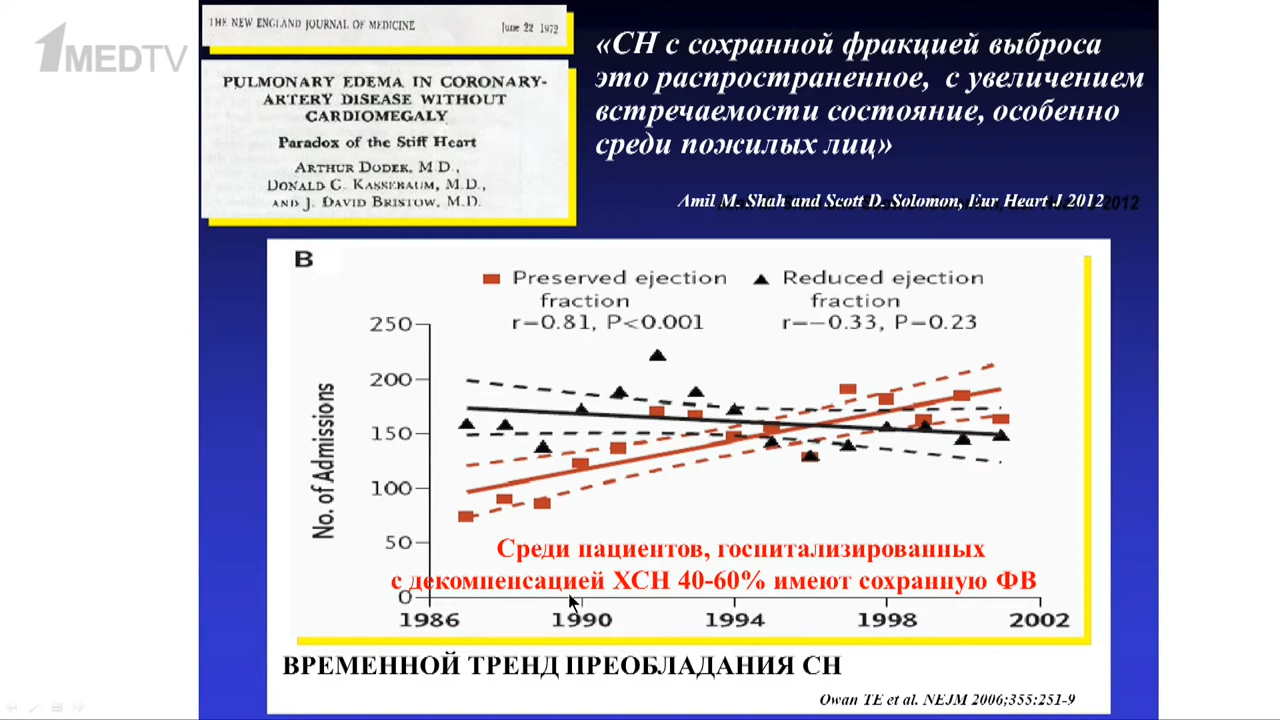 1MEDTV
THE NEW ENGLAND JOURNAL OF MEDICINE
June 22 1972
PULMONARY EDEMA IN CORONARY-
ARTERY DISEASE WITHOUT
CARDIOMEGALY
Paradox of the Stiff Heart
ARTHUR DODEK, M.D.,
DONALD G. KASSEBAUM, M.D.,
AND J. DAVID BRISTOW, M.D.
«СН с сохранной фракцией выброса
это распространенное, с увеличением
встречаемости состояние, особенно
среди пожилых лиц»
Amil M. Shah and Scott D. Solomon, Eur Heart J 2012
B
Preserved ejection
fraction
r=0.81, P<0.001
Reduced ejection
fraction
r=−0.33, P=0.23
No. of Admissions
250
200
150
100
50
0
Среди пациентов, госпитализированных
с декомпенсацией ХСН 40-60% имеют сохранную ФВ
1986 1990 1994 1998 2002
ВРЕМЕННОЙ ТРЕНД ПРЕОБЛАДАНИЯ СН
Owan TE et al. NEJM 2006;355:251-9